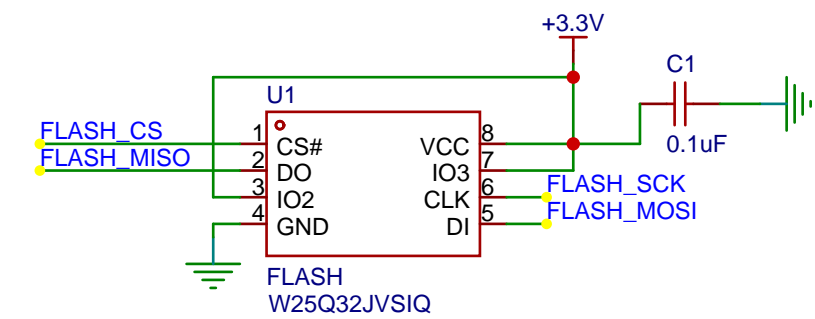 +3.3V
C1
0.1uF
U1
FLASH_CS
FLASH_MISO
1
2
3
4
CS#
DO
IO2
GND
VCC
IO3
CLK
DI
8
7
6
5
FLASH_SCK
FLASH_MOSI
FLASH
W25Q32JVSIQ